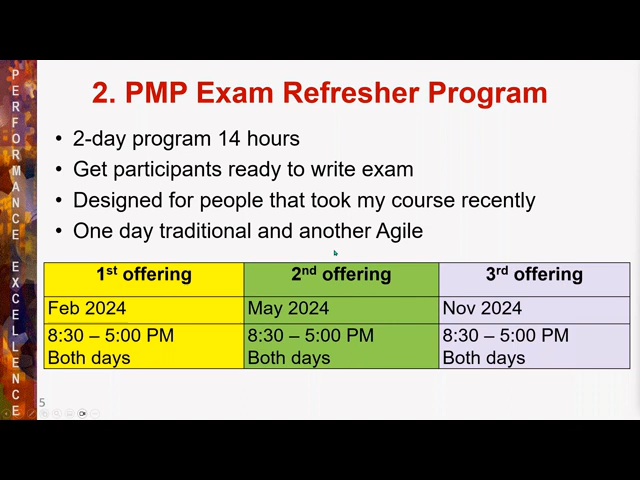 PERFORMANCE EXCELLENCE
2. PMP Exam Refresher Program
• 2-day program 14 hours
• Get participants ready to write exam
• Designed for people that took my course recently
• One day traditional and another Agile
1st offering 2nd offering 3rd offering
Feb 2024 May 2024 Nov 2024
8:30 – 5:00 PM 8:30 – 5:00 PM 8:30 – 5:00 PM
Both days Both days Both days
5